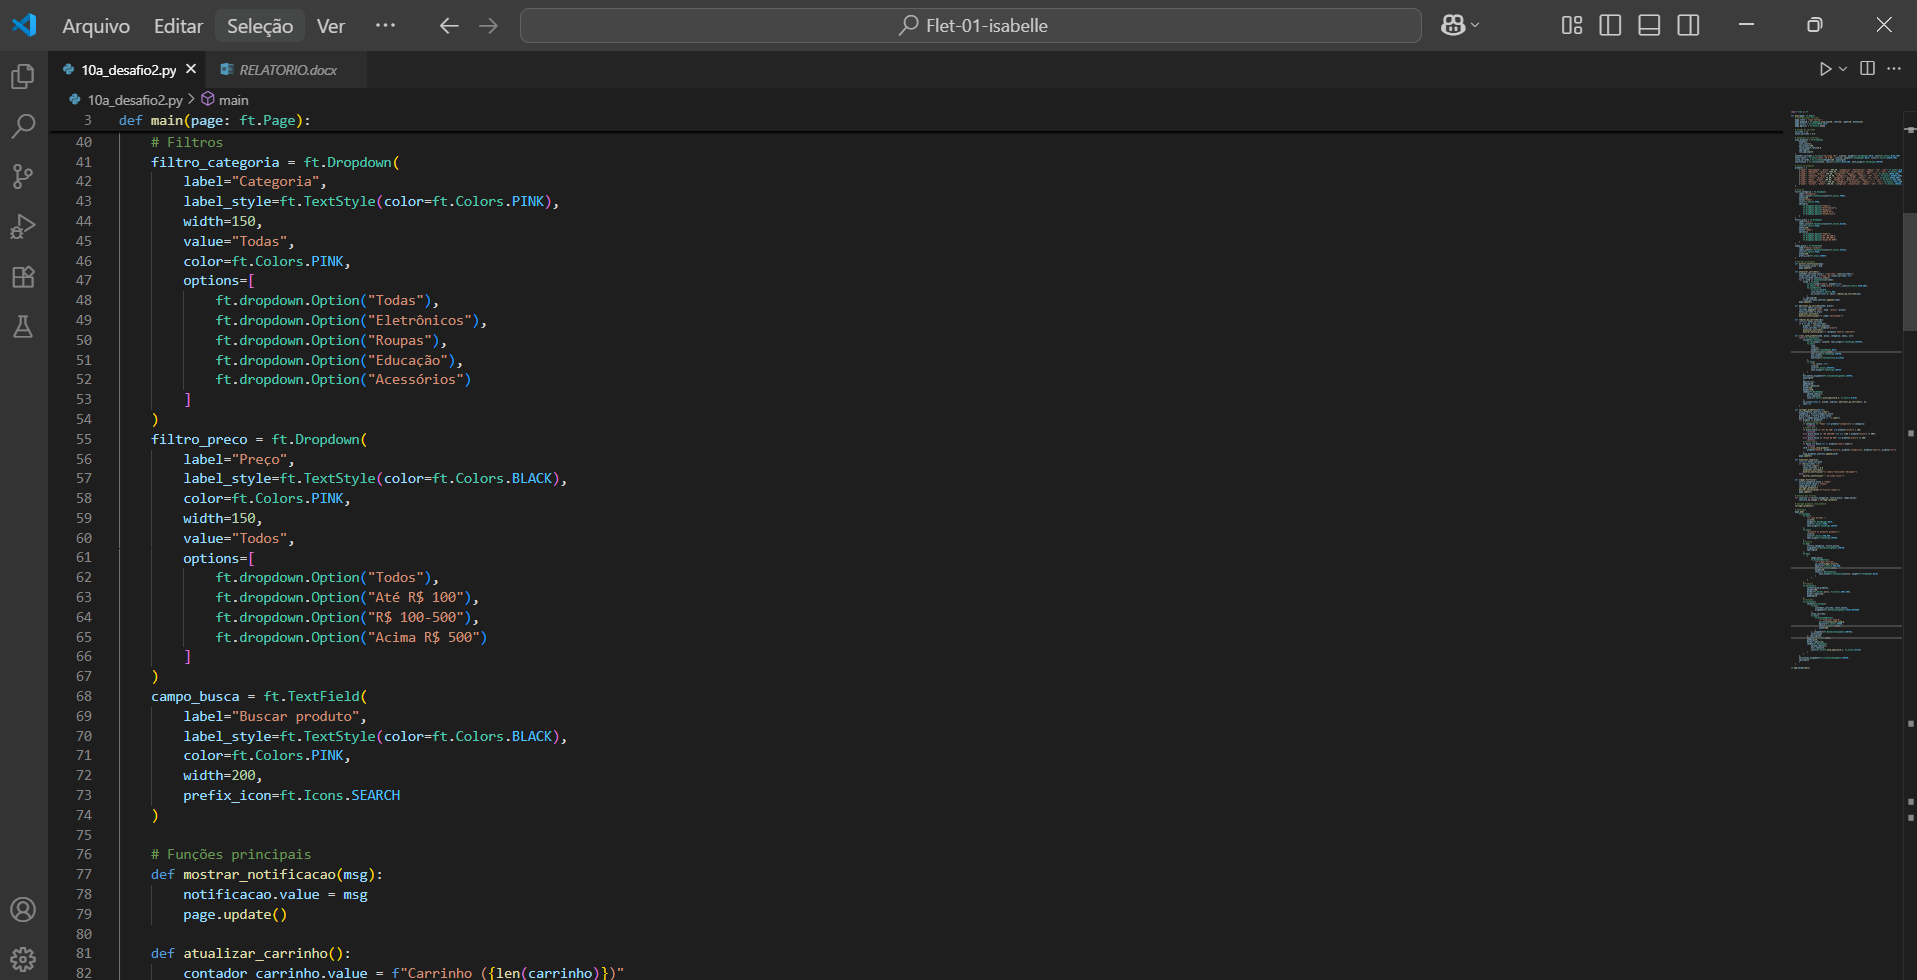 Arquivo Editar Seleção Ver ··· Flet-01-isabelle
10a_desafio2.py RELATORIO.docx
10a_desafio2.py > main
3 def main(page: ft.Page):
40 # Filtros
41 filtro_categoria = ft.Dropdown(
42 label="Categoria",
43 label_style=ft.TextStyle(color=ft.Colors.PINK),
44 width=150,
45 value="Todas",
46 color=ft.Colors.PINK,
47 options=[
48 ft.dropdown.Option("Todas"),
49 ft.dropdown.Option("Eletrônicos"),
50 ft.dropdown.Option("Roupas"),
51 ft.dropdown.Option("Educação"),
52 ft.dropdown.Option("Acessórios")
53 ]
54 )
55 filtro_preco = ft.Dropdown(
56 label="Preço",
57 label_style=ft.TextStyle(color=ft.Colors.BLACK),
58 color=ft.Colors.PINK,
59 width=150,
60 value="Todos",
61 options=[
62 ft.dropdown.Option("Todos"),
63 ft.dropdown.Option("Até R$ 100"),
64 ft.dropdown.Option("R$ 100-500"),
65 ft.dropdown.Option("Acima R$ 500")
66 ]
67 )
68 campo_busca = ft.TextField(
69 label="Buscar produto",
70 label_style=ft.TextStyle(color=ft.Colors.BLACK),
71 color=ft.Colors.PINK,
72 width=200,
73 prefix_icon=ft.Icons.SEARCH
74 )
75
76 # Funções principais
77 def mostrar_notificacao(msg):
78 notificacao.value = msg
79 page.update()
80
81 def atualizar_carrinho():
82 contador_carrinho.value = f"Carrinho ({len(carrinho)})"